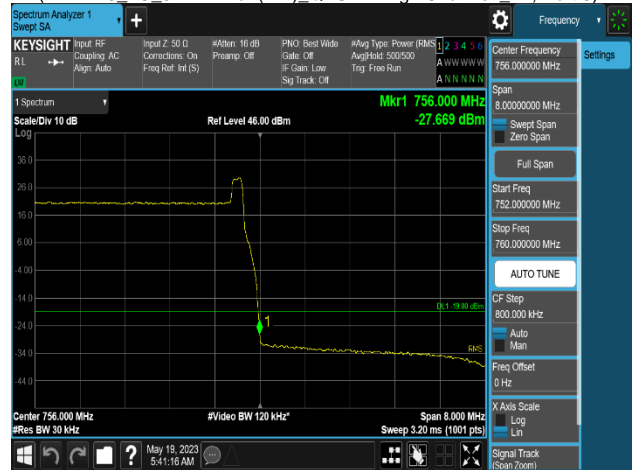 Spectrum Analyzer 1
Swept SA
Frequency
KEYSIGHT
R L
LW
Input: RF
Coupling: AC
Align: Auto
Input Z: 50 Ω
Corrections: On
Freq Ref: Int (S)
#Atten: 16 dB
Preamp: Off
PNO: Best Wide
Gate: Off
IF Gain: Low
Sig Track: Off
#Avg Type: Power (RMS
Avg|Hold: 500/500
Trig: Free Run
1 2 3 4 5 6
A W W W W W
A N N N N N
1 Spectrum
Scale/Div 10 dB
Log
Ref Level 46.00 dBm
Mkr1 756.000 MHz
-27.669 dBm
36.0
26.0
16.0
6.00
-4.00
-14.0
-24.0
-34.0
-44.0
1
DL1 -19.00 dBm
RMS
Center 756.000 MHz
#Res BW 30 kHz
#Video BW 120 kHz*
Span 8.000 MHz
Sweep 3.20 ms (1001 pts)
May 19, 2023
5:41:16 AM
Center Frequency
756.000000 MHz
Span
8.00000000 MHz
Swept Span
Zero Span
Full Span
Start Freq
752.000000 MHz
Stop Freq
760.000000 MHz
AUTO TUNE
CF Step
800.000 kHz
Auto
Man
Freq Offset
0 Hz
X Axis Scale
Log
Lin
Signal Track
(Span Zoom)
Settings